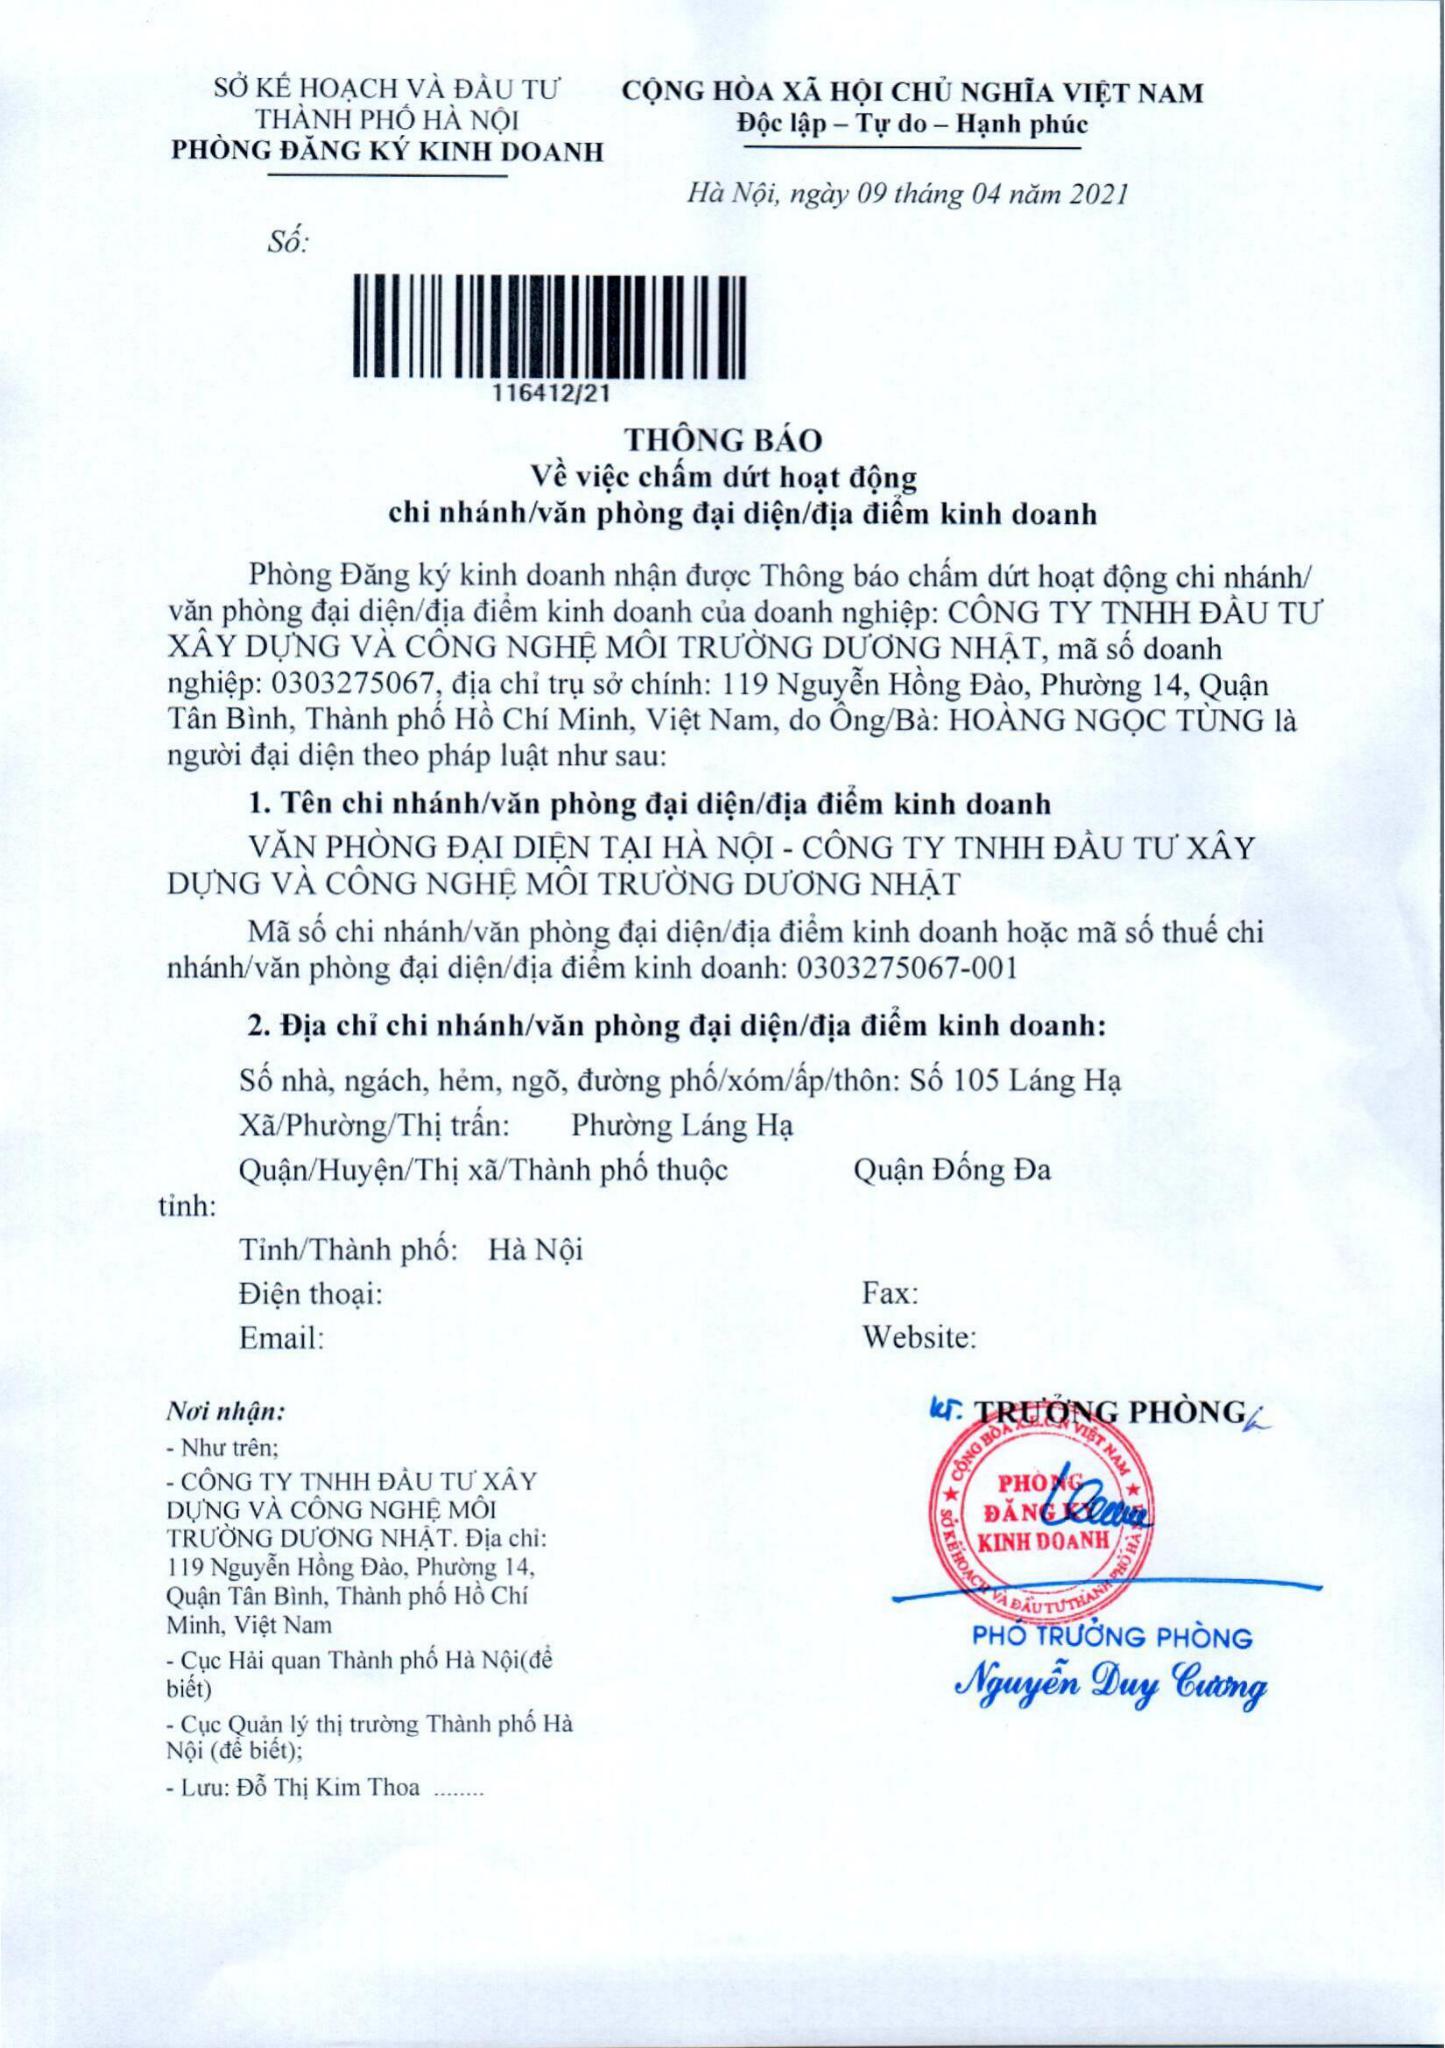 SỞ KẾ HOẠCH VÀ ĐẦU TƯ
THÀNH PHỐ HÀ NỘI
PHÒNG ĐĂNG KÝ KINH DOANH
CỘNG HÒA XÃ HỘI CHỦ NGHĨA VIỆT NAM
Độc lập – Tự do – Hạnh phúc
Hà Nội, ngày 09 tháng 04 năm 2021
Số:
116412/21
THÔNG BÁO
Về việc chấm dứt hoạt động
chi nhánh/văn phòng đại diện/địa điểm kinh doanh
Phòng Đăng ký kinh doanh nhận được Thông báo chấm dứt hoạt động chi nhánh/
văn phòng đại diện/địa điểm kinh doanh của doanh nghiệp: CÔNG TY TNHH ĐẦU TƯ
XÂY DỰNG VÀ CÔNG NGHỆ MÔI TRƯỜNG DƯƠNG NHẬT, mã số doanh
nghiệp: 0303275067, địa chỉ trụ sở chính: 119 Nguyễn Hồng Đào, Phường 14, Quận
Tân Bình, Thành phố Hồ Chí Minh, Việt Nam, do Ông/Bà: HOÀNG NGỌC TÙNG là
người đại diện theo pháp luật như sau:
1. Tên chi nhánh/văn phòng đại diện/địa điểm kinh doanh
VĂN PHÒNG ĐẠI DIỆN TẠI HÀ NỘI - CÔNG TY TNHH ĐẦU TƯ XÂY
DỰNG VÀ CÔNG NGHỆ MÔI TRƯỜNG DƯƠNG NHẬT
Mã số chi nhánh/văn phòng đại diện/địa điểm kinh doanh hoặc mã số thuế chi
nhánh/văn phòng đại diện/địa điểm kinh doanh: 0303275067-001
2. Địa chỉ chi nhánh/văn phòng đại diện/địa điểm kinh doanh:
Số nhà, ngách, hẻm, ngõ, đường phố/xóm/ấp/thôn: Số 105 Láng Hạ
Xã/Phường/Thị trấn: Phường Láng Hạ
Quận/Huyện/Thị xã/Thành phố thuộc Quận Đống Đa
tỉnh:
Tỉnh/Thành phố: Hà Nội
Điện thoại: Fax:
Email: Website:
Nơi nhận:
- Như trên;
- CÔNG TY TNHH ĐẦU TƯ XÂY
DỰNG VÀ CÔNG NGHỆ MÔI
TRƯỜNG DƯƠNG NHẬT. Địa chỉ:
119 Nguyễn Hồng Đào, Phường 14,
Quận Tân Bình, Thành phố Hồ Chí
Minh, Việt Nam
- Cục Hải quan Thành phố Hà Nội(để
biết)
- Cục Quản lý thị trường Thành phố Hà
Nội (để biết);
- Lưu: Đỗ Thị Kim Thoa ........
KT. TRƯỞNG PHÒNG
CỘNG HÒA X.H.C.N VIỆT NAM
PHÒNG
ĐĂNG KÝ
KINH DOANH
SỞ KẾ HOẠCH VÀ ĐẦU TƯ THÀNH PHỐ HÀ NỘI
PHÓ TRƯỞNG PHÒNG
Nguyễn Duy Cương